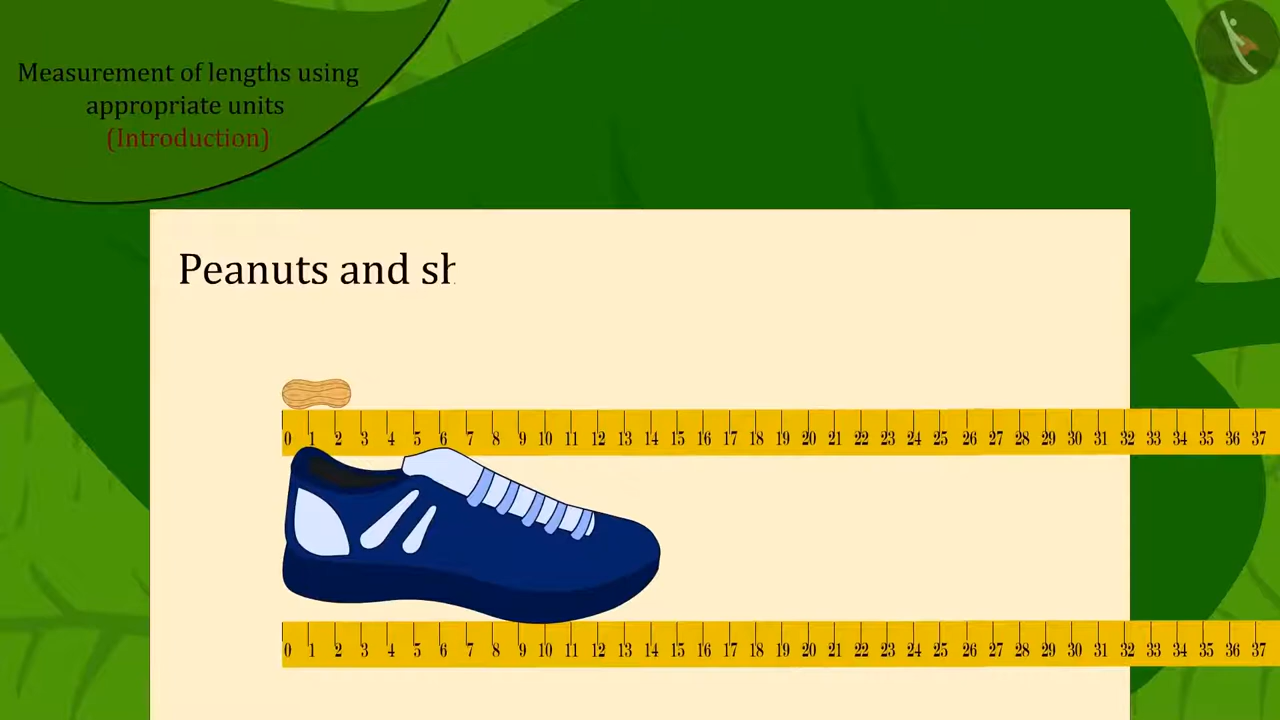 Measurement of lengths using
appropriate units
(Introduction)
Peanuts and sh
0 1 2 3 4 5 6 7 8 9 10 11 12 13 14 15 16 17 18 19 20 21 22 23 24 25 26 27 28 29 30 31 32 33 34 35 36 37
0 1 2 3 4 5 6 7 8 9 10 11 12 13 14 15 16 17 18 19 20 21 22 23 24 25 26 27 28 29 30 31 32 33 34 35 36 37